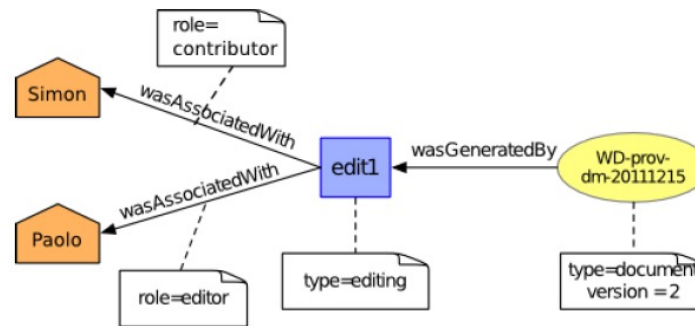 role=
contributor
Simon
wasAssociatedWith
edit1
wasGeneratedBy
WD-prov-
dm-20111215
wasAssociatedWith
Paolo
role=editor
type=editing
type=document
version = 2